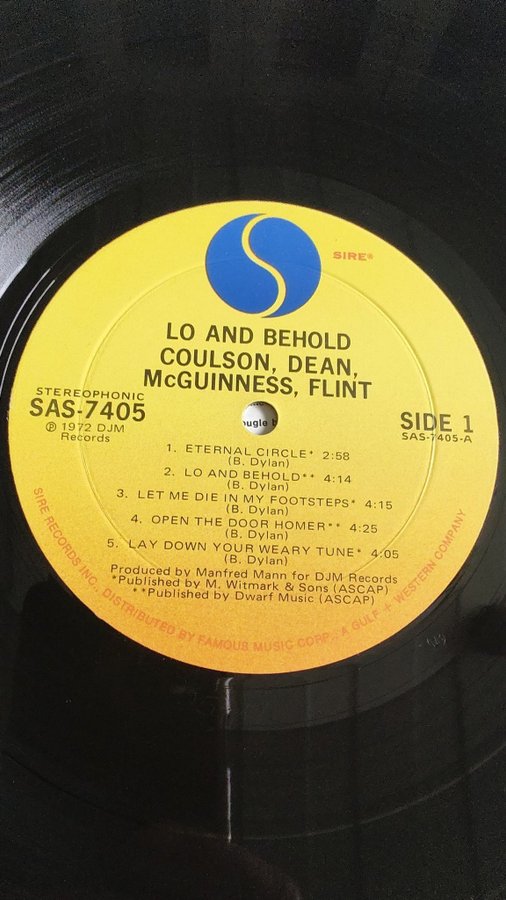 SIRE®
LO AND BEHOLD
COULSON, DEAN,
McGUINNESS, FLINT
STEREOPHONIC
SAS-7405
℗ 1972 DJM
Records
SIDE 1
SAS-7405-A
1. ETERNAL CIRCLE* 2:58
(B. Dylan)
2. LO AND BEHOLD** 4:14
(B. Dylan)
3. LET ME DIE IN MY FOOTSTEPS* 4:15
(B. Dylan)
4. OPEN THE DOOR HOMER** 4:25
(B. Dylan)
5. LAY DOWN YOUR WEARY TUNE* 4:05
(B. Dylan)
Produced by Manfred Mann for DJM Records
*Published by M. Witmark & Sons (ASCAP)
**Published by Dwarf Music (ASCAP)
SIRE RECORDS INC., DISTRIBUTED BY FAMOUS MUSIC CORP., A GULF + WESTERN COMPANY